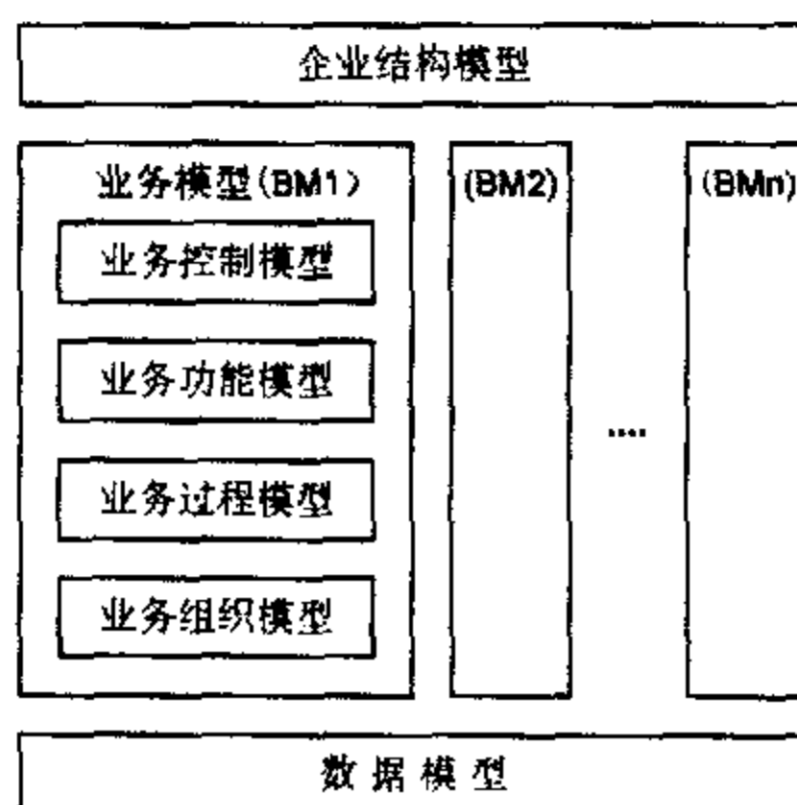 企业结构模型
业务模型(BM1) (BM2) (BMn)
业务控制模型
业务功能模型
....
业务过程模型
业务组织模型
数据模型